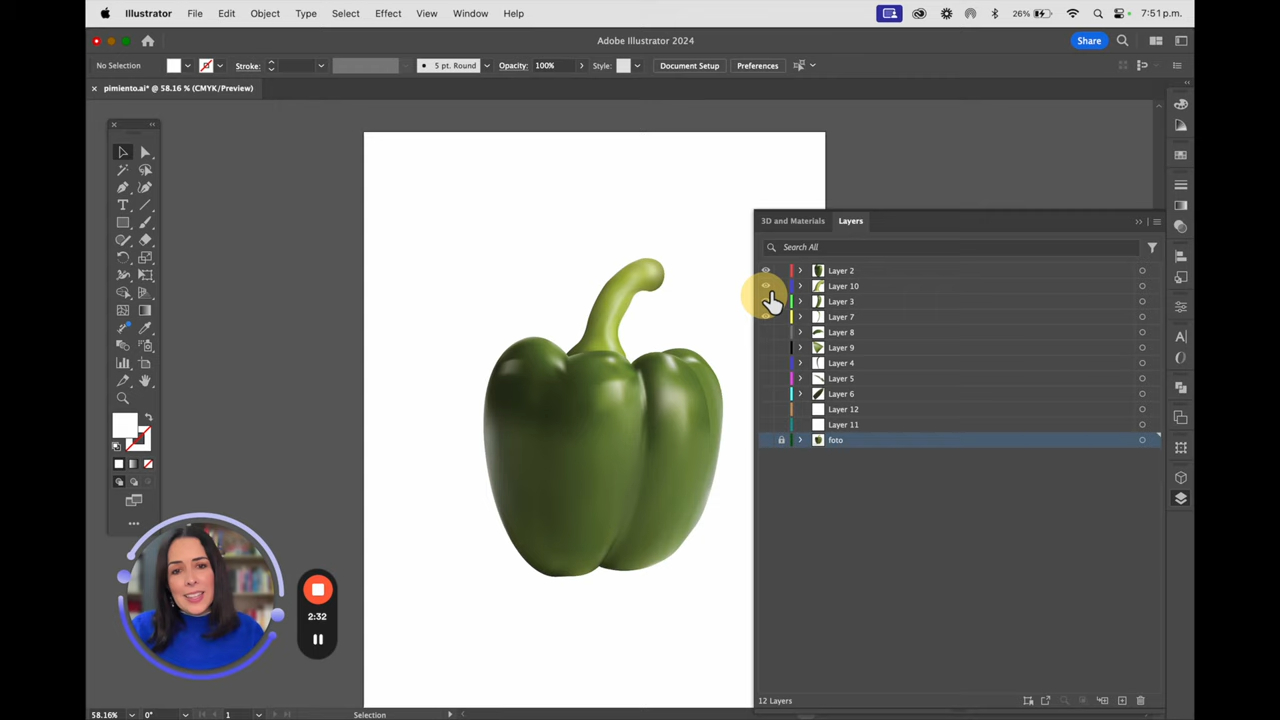 Illustrator File Edit Object Type Select Effect View Window Help 26% 7:51 p.m.
Adobe Illustrator 2024 Share
No Selection Stroke: 5 pt. Round Opacity: 100% Style: Document Setup Preferences
pimiento.ai* @ 58.16 % (CMYK/Preview)
3D and Materials Layers
Search All
Layer 2
Layer 10
Layer 3
Layer 7
Layer 8
Layer 9
Layer 4
Layer 5
Layer 6
Layer 12
Layer 11
foto
2:32
12 Layers
58.16% 0° 1 Selection